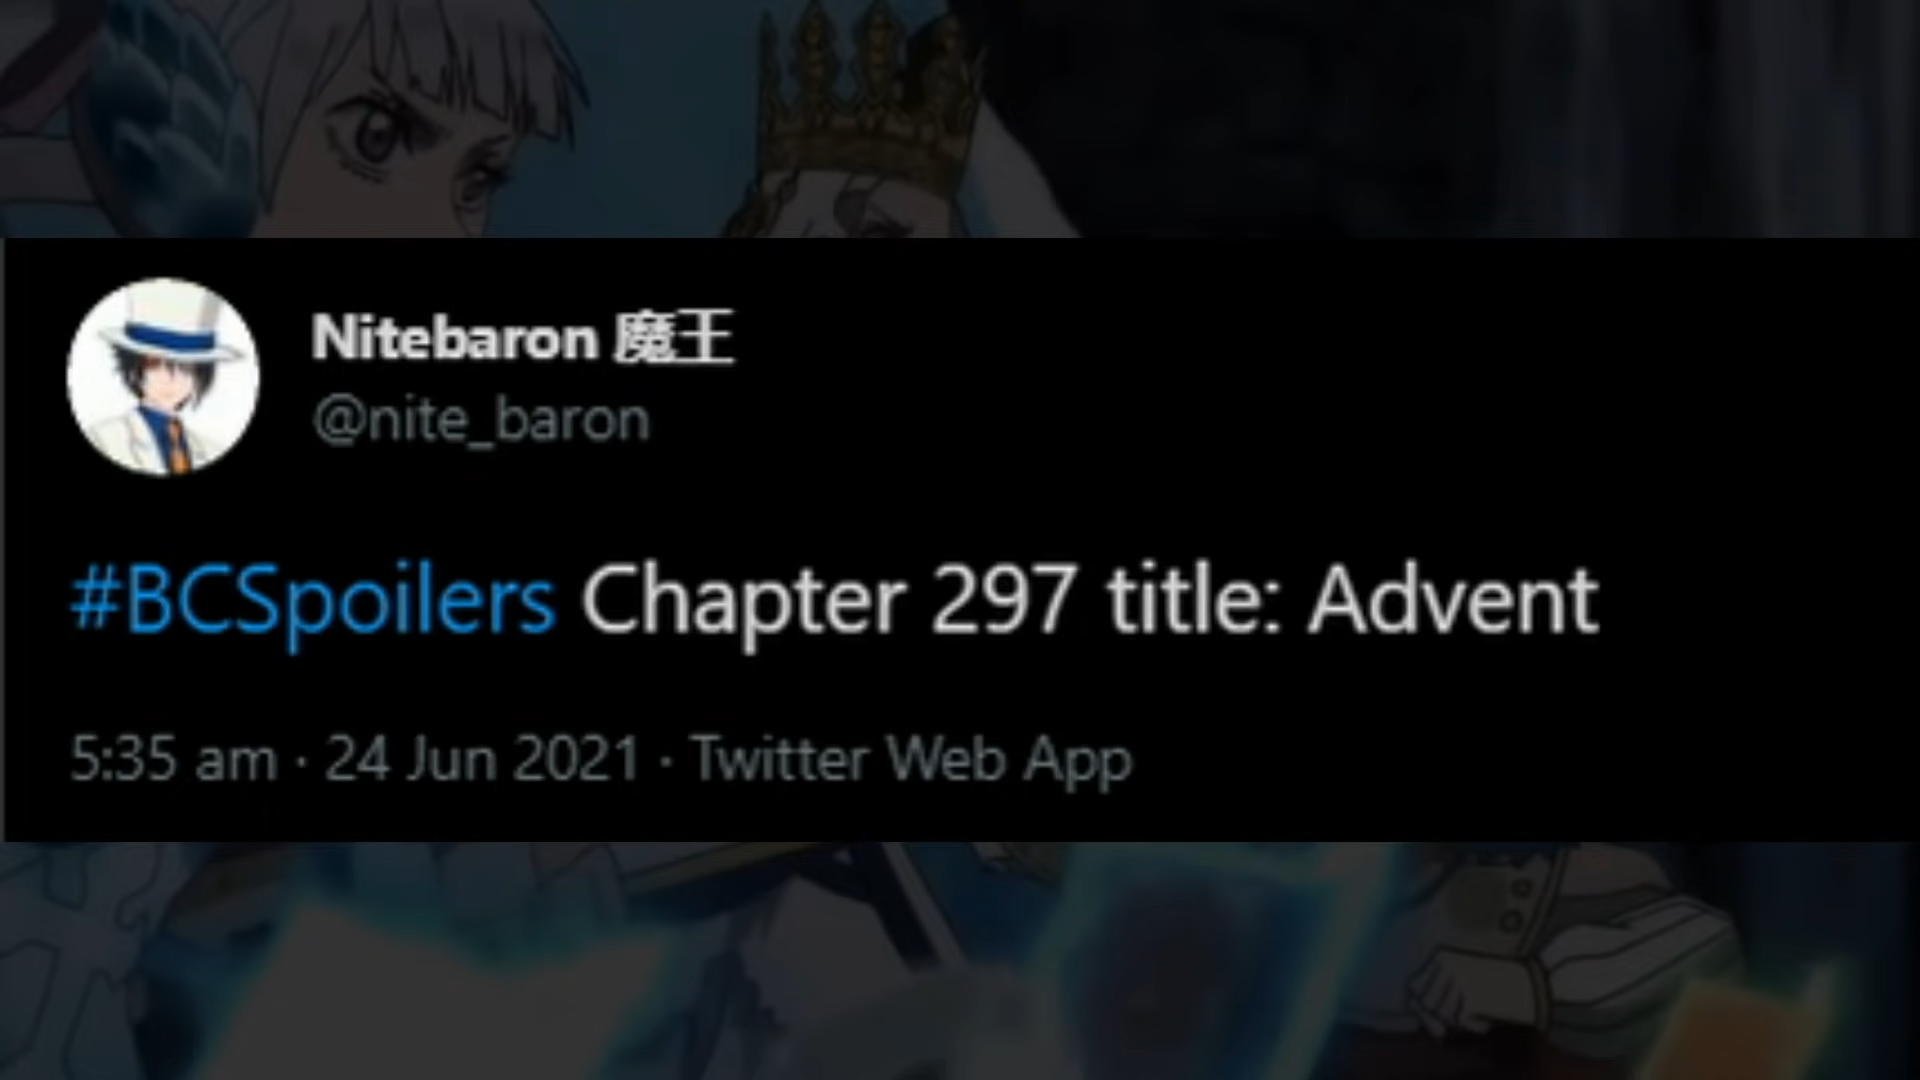 Nitebaron 魔王
@nite_baron
#BCSpoilers Chapter 297 title: Advent
5:35 am · 24 Jun 2021 · Twitter Web App